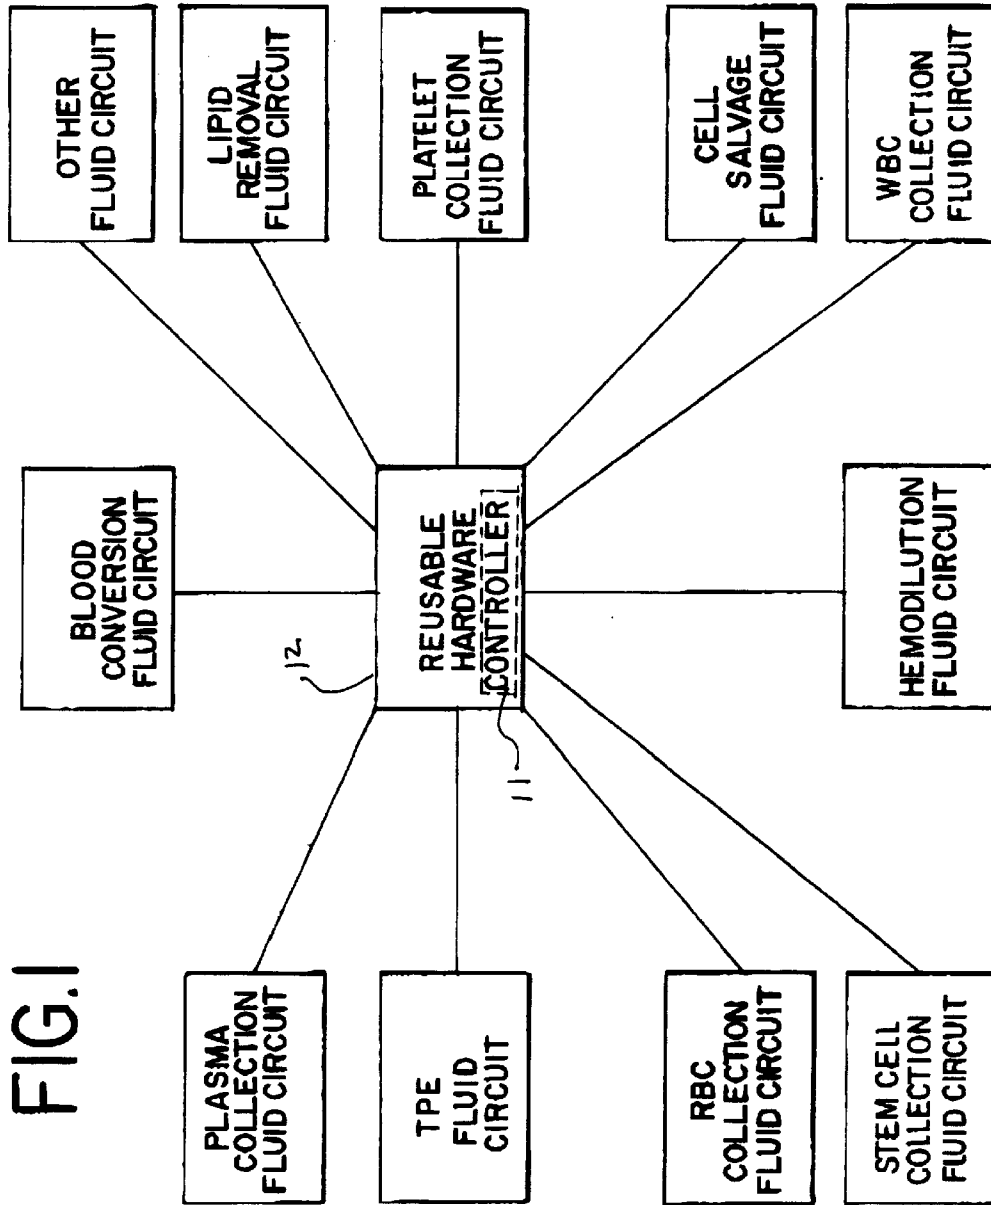 FIG.1
PLASMA
COLLECTION
FLUID CIRCUIT
TPE
FLUID
CIRCUIT
RBC
COLLECTION
FLUID CIRCUIT
STEM CELL
COLLECTION
FLUID CIRCUIT
BLOOD
CONVERSION
FLUID CIRCUIT
12
REUSABLE
HARDWARE
CONTROLLER
11
HEMODILUTION
FLUID CIRCUIT
OTHER
FLUID CIRCUIT
LIPID
REMOVAL
FLUID CIRCUIT
PLATELET
COLLECTION
FLUID CIRCUIT
CELL
SALVAGE
FLUID CIRCUIT
WBC
COLLECTION
FLUID CIRCUIT